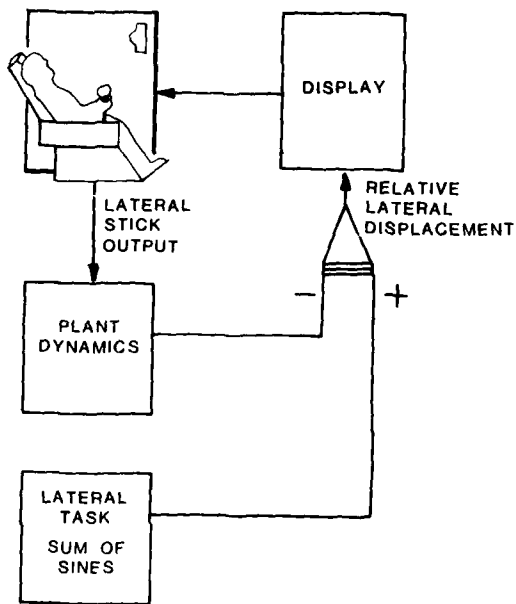 DISPLAY
LATERAL
STICK
OUTPUT
RELATIVE
LATERAL
DISPLACEMENT
PLANT
DYNAMICS
− +
LATERAL
TASK
SUM OF
SINES